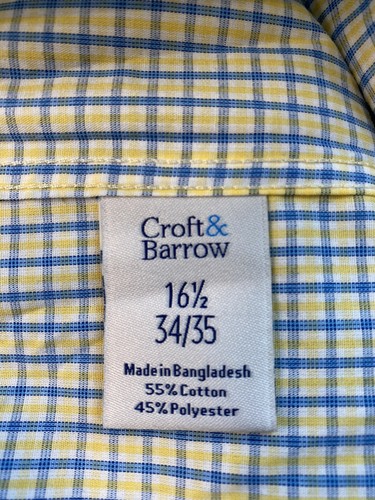 Croft&
Barrow
16½
34/35
Made in Bangladesh
55% Cotton
45% Polyester